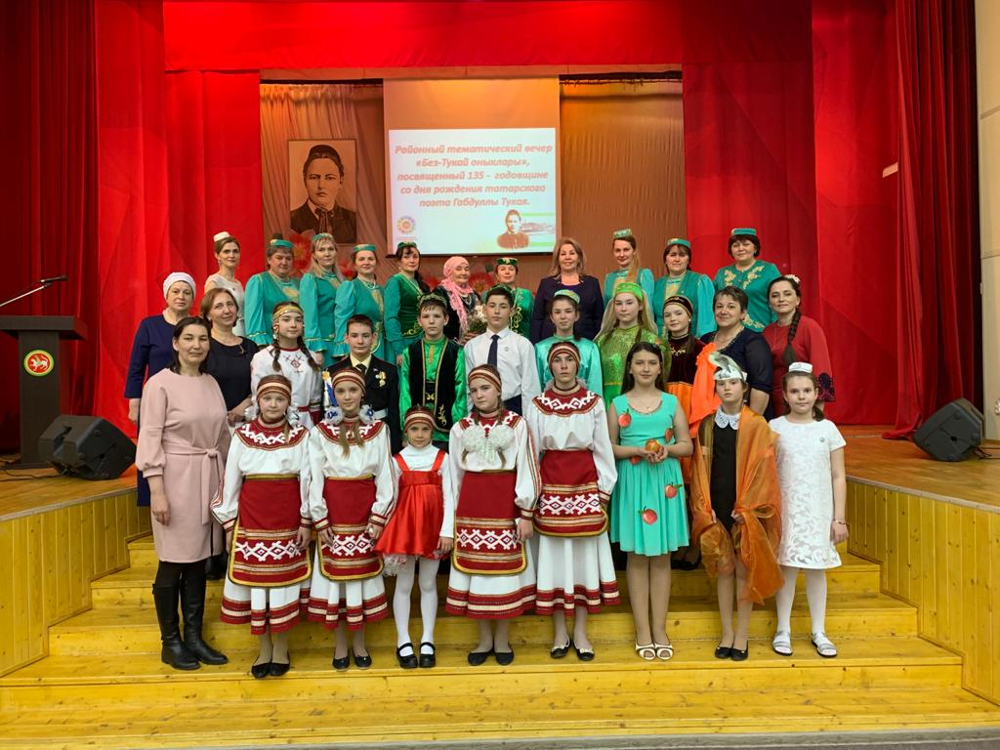 Районный тематический вечер
«Без-Тукай оныклары»,
посвященный 135 - годовщине
со дня рождения татарского
поэта Габдуллы Тукая.